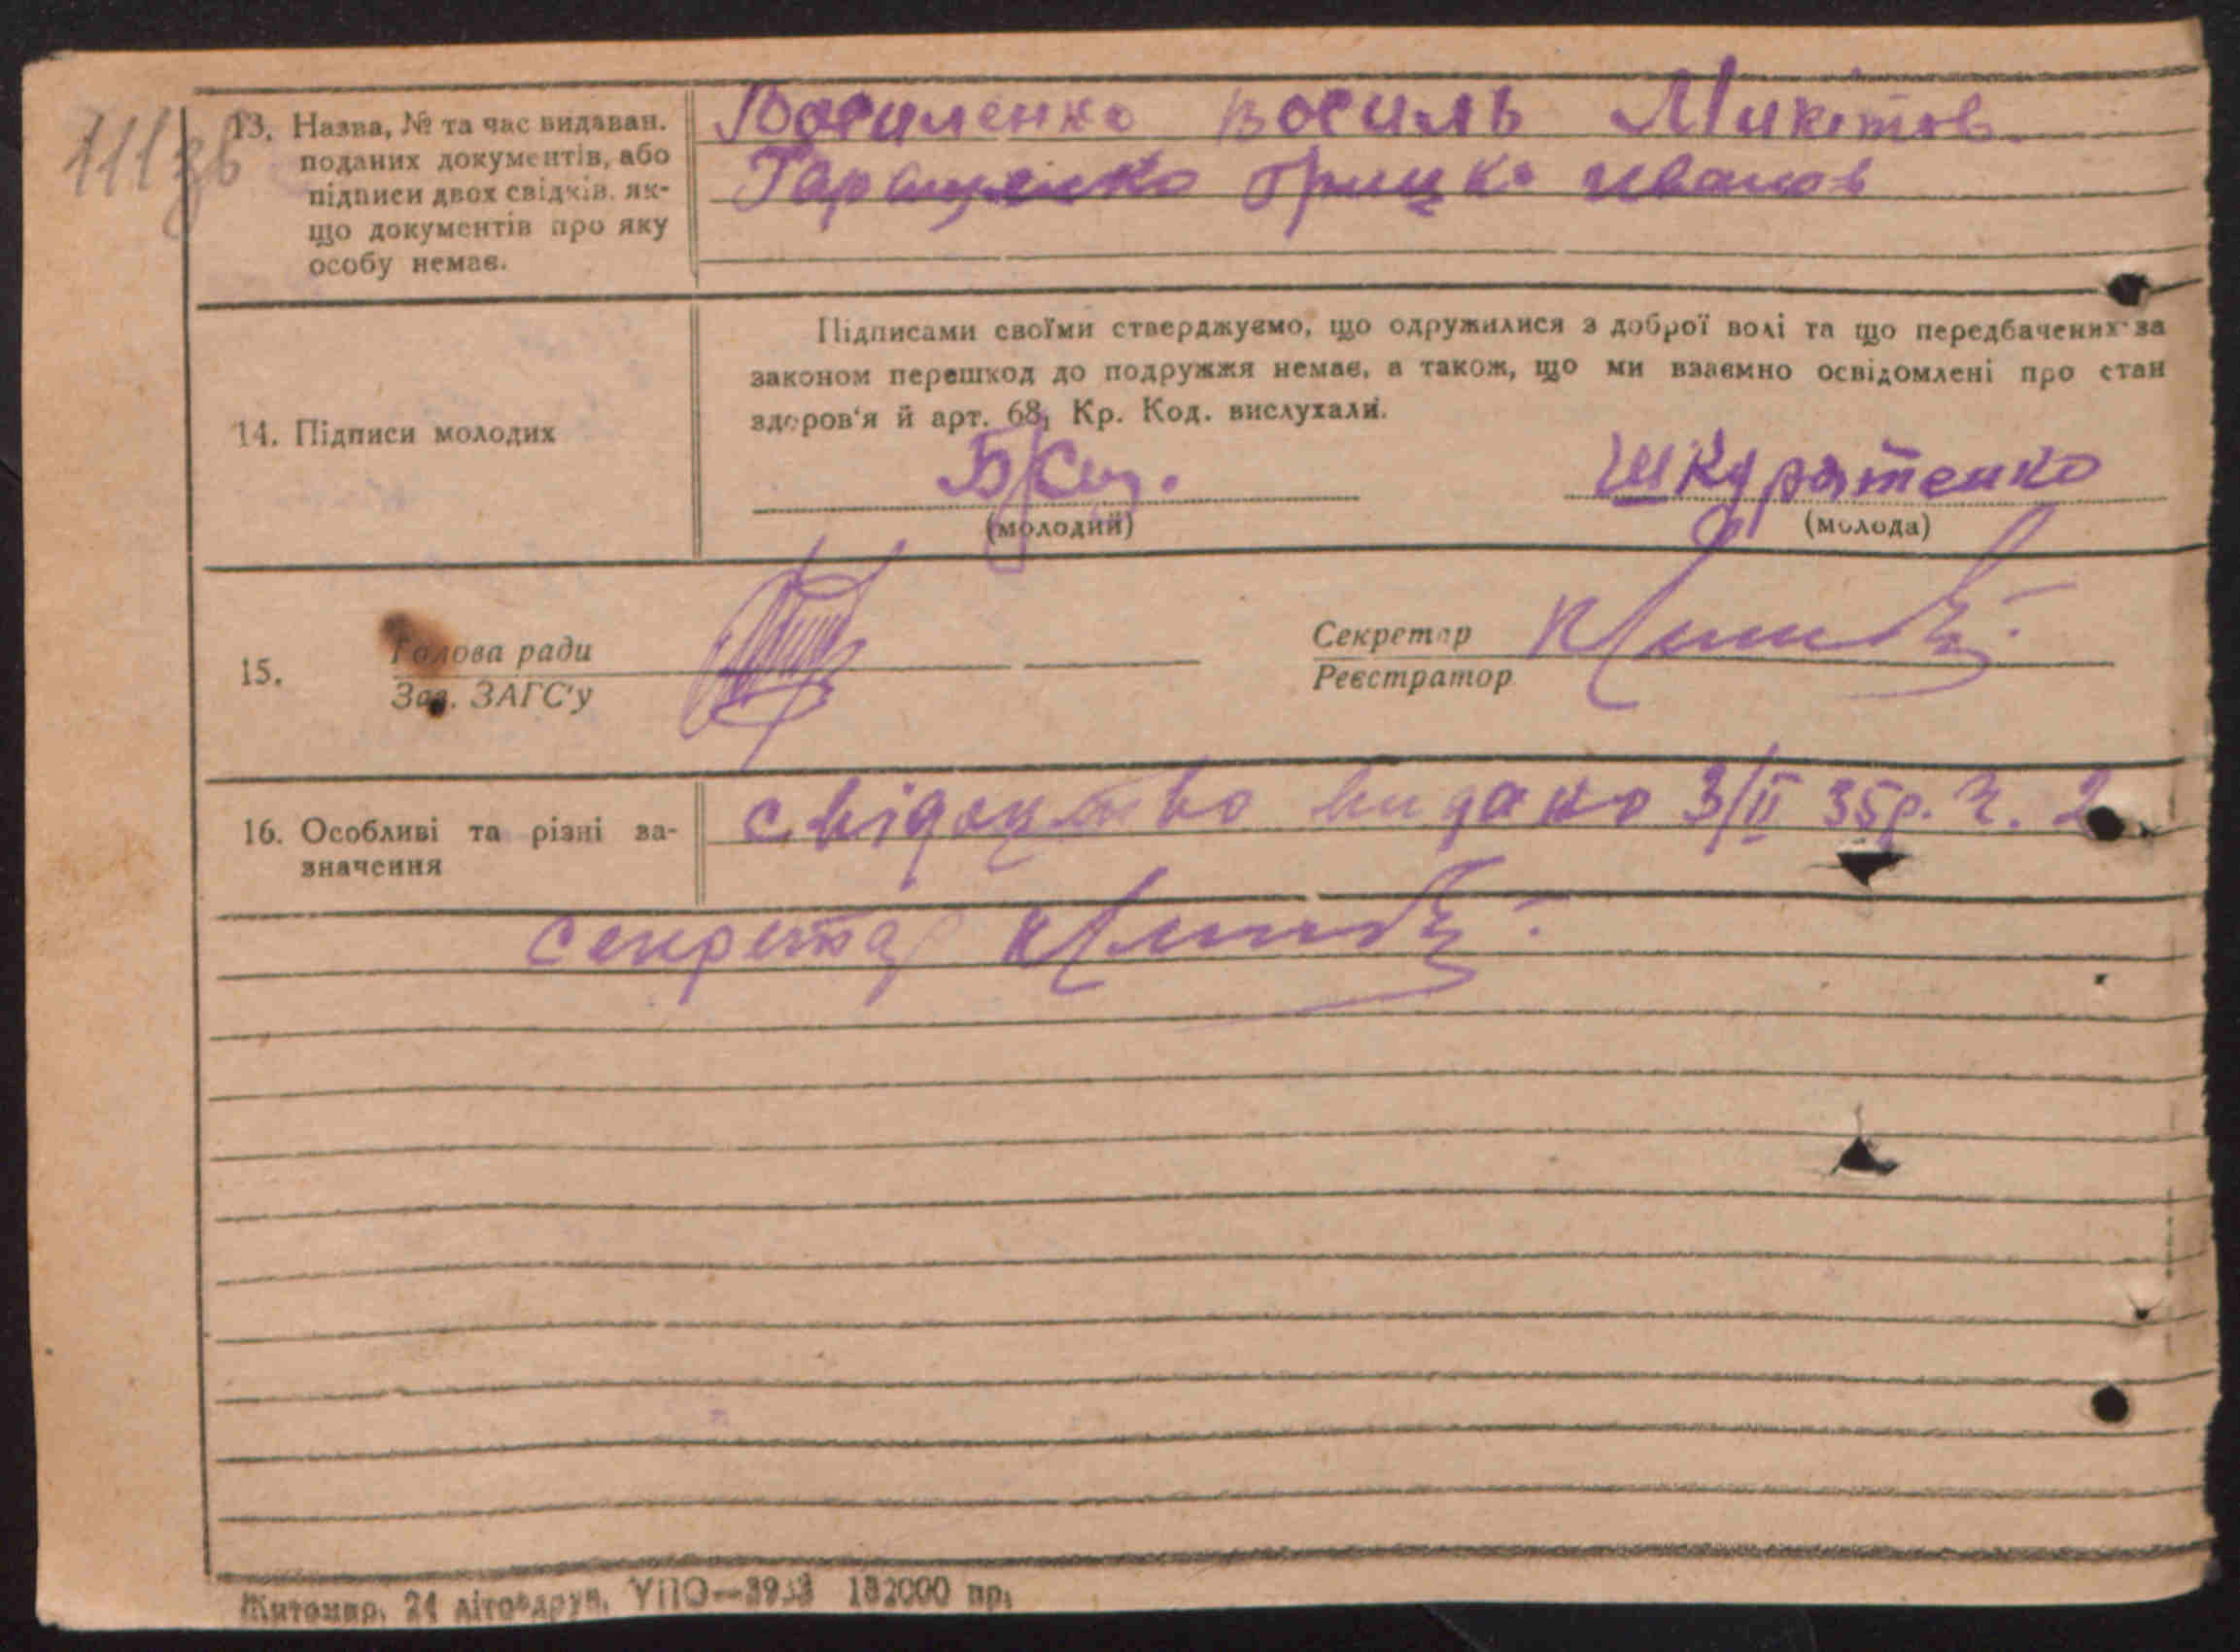 111зв
13. Назва, № та час видаван.
поданих документів, або
підписи двох свідків. як-
що документів про яку
особу немає.
Василенко Василь Микитов
Гаращенко Грицко иванов
14. Підписи молодих
Підписами своїми стверджуємо, що одружилися з доброї волі та що передбачених за
законом перешкод до подружжя немає, а також, що ми взаємно освідомлені про стан
здоров'я й арт. 68, Кр. Код. вислухали.
Шкуратенко
(молодий) (молода)
15. Голова ради
Зав. ЗАГС'у
Секретар
Реєстратор
16. Особливі та різні за-
значення
свідоцтво видано 3/II 35р. Ч. 2
секретар
Житомир, 24 літодрук. УПО—3933 132000 пр.